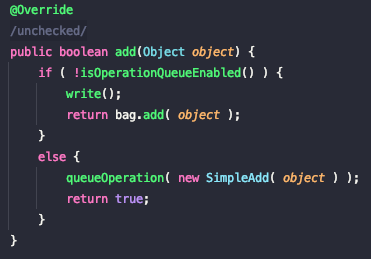 @Override
/unchecked/
public boolean add(Object object) {
if ( !isOperationQueueEnabled() ) {
write();
return bag.add( object );
}
else {
queueOperation( new SimpleAdd( object ) );
return true;
}
}